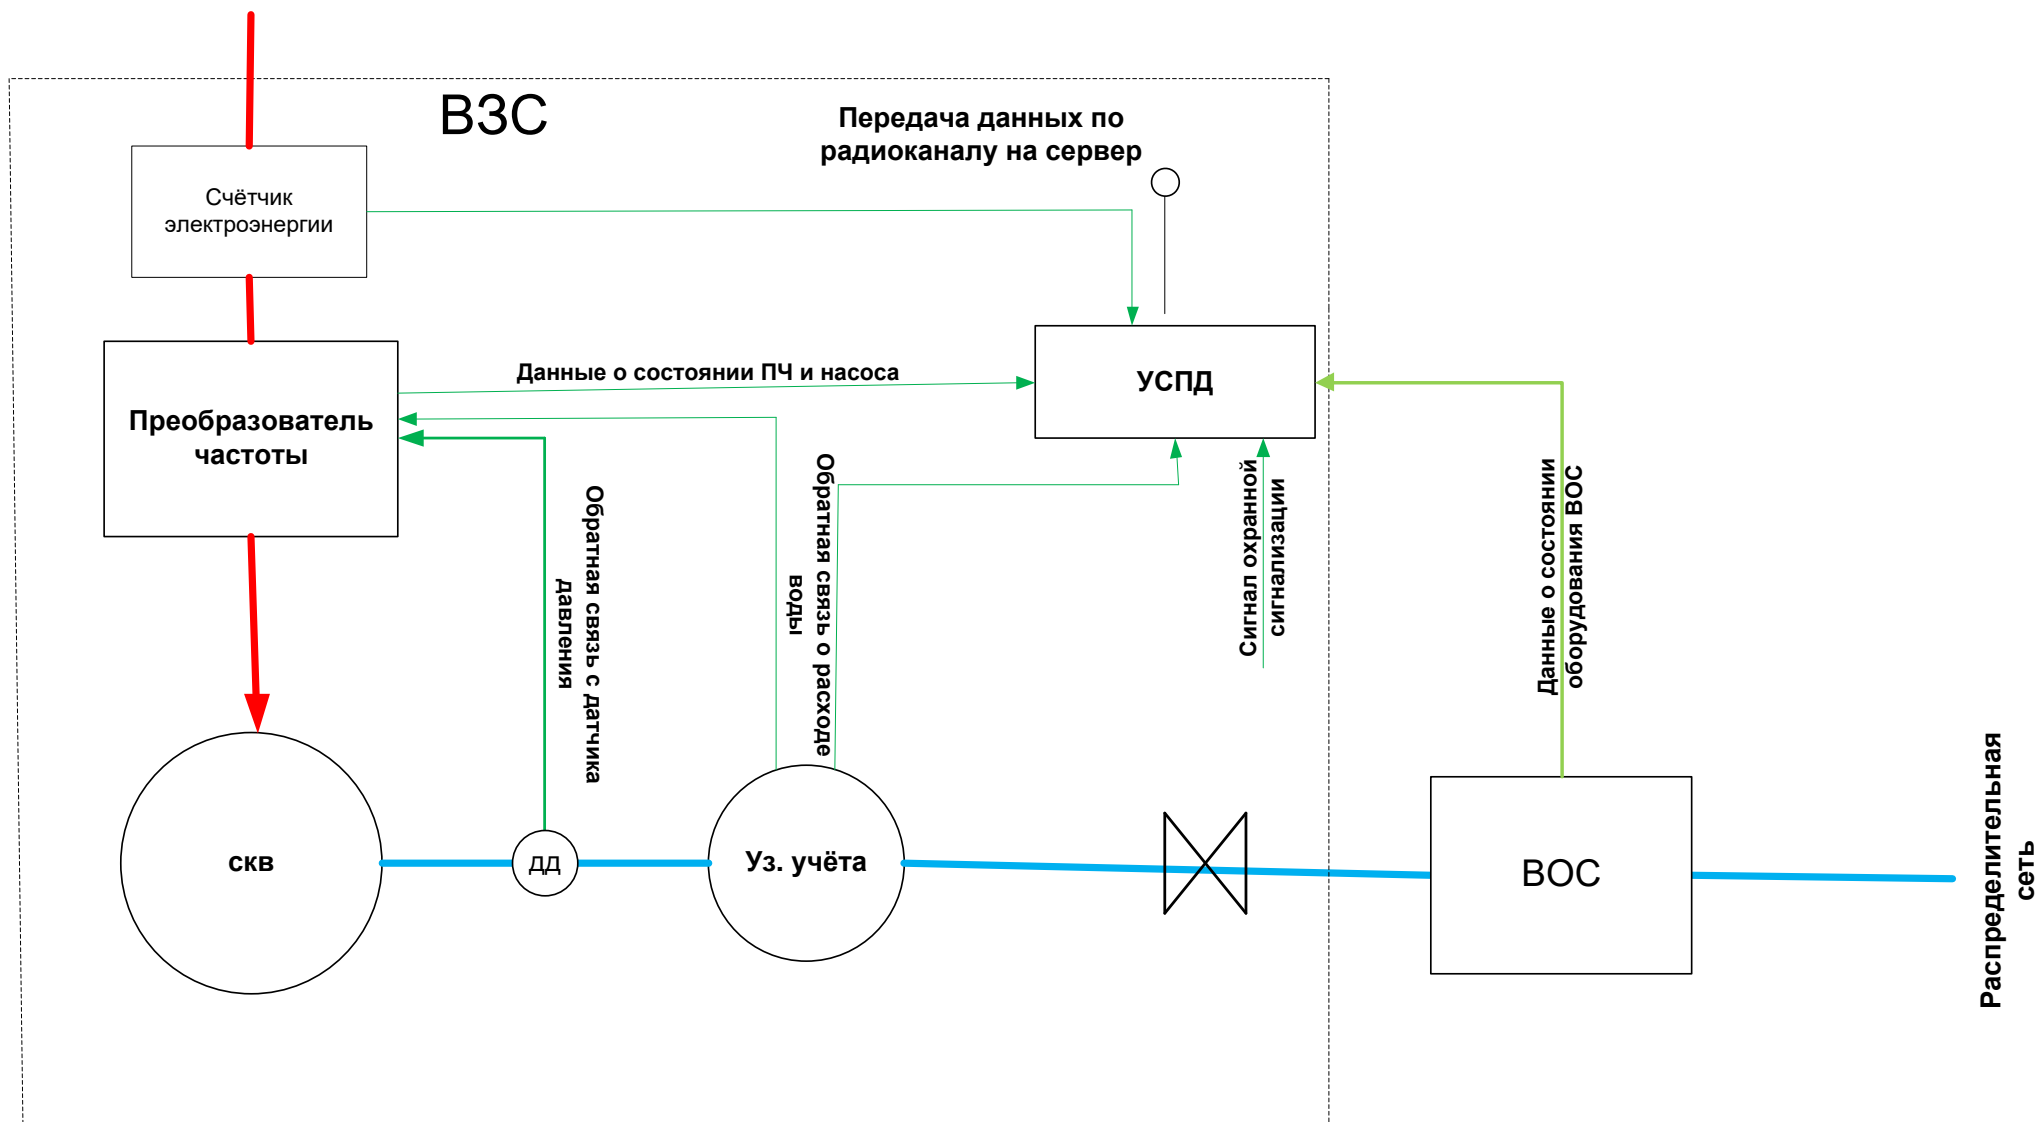 ВЗС
Передача данных по
радиоканалу на сервер
Счётчик
электроэнергии
Данные о состоянии ПЧ и насоса
УСПД
Преобразователь
частоты
Обратная связь с датчика
давления
Обратная связь о расходе
воды
Сигнал охранной
сигнализации
Данные о состоянии
оборудования ВОС
скв
дд
Уз. учёта
ВОС
Распределительная
сеть